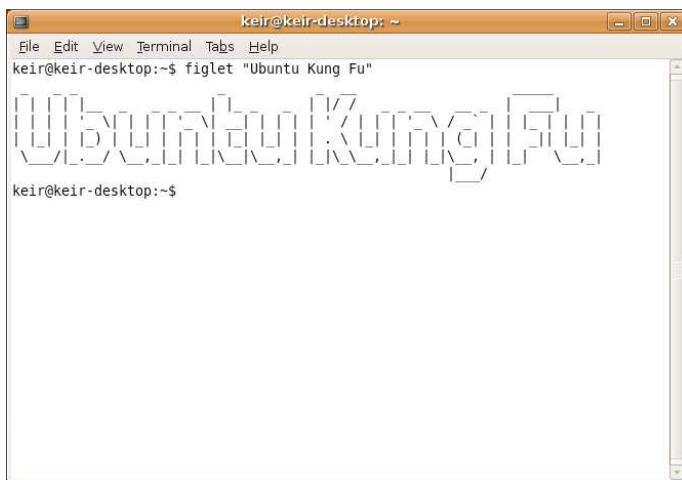 keir@keir-desktop: ~
File Edit View Terminal Tabs Help
keir@keir-desktop:~$ figlet "Ubuntu Kung Fu"
Ubuntu Kung Fu
keir@keir-desktop:~$